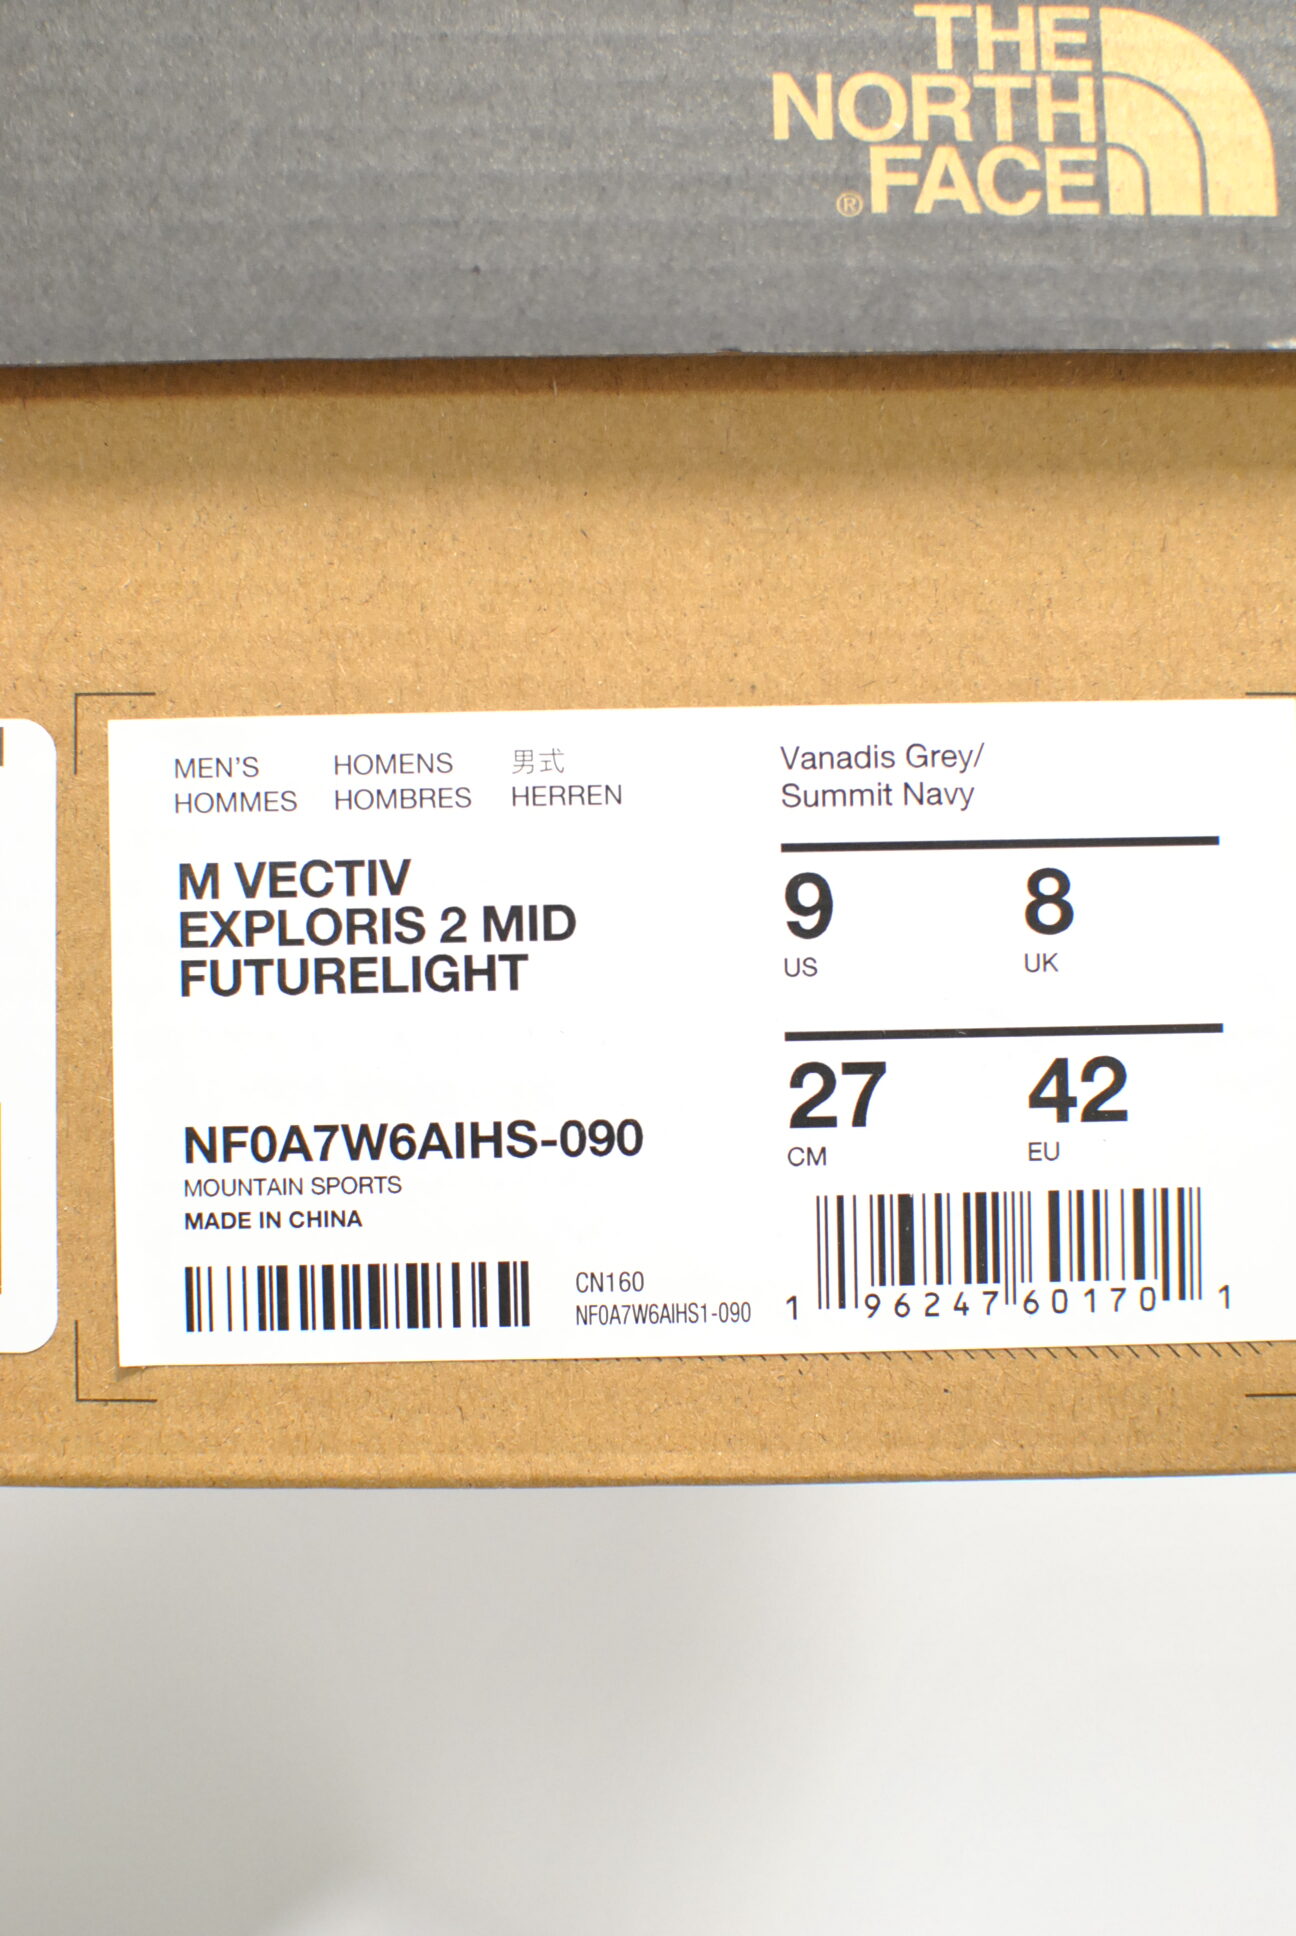 THE
NORTH
FACE
®
MEN'S HOMENS 男式
HOMMES HOMBRES HERREN
Vanadis Grey/
Summit Navy
M VECTIV
EXPLORIS 2 MID
FUTURELIGHT
9 8
US UK
27 42
CM EU
NF0A7W6AIHS-090
MOUNTAIN SPORTS
MADE IN CHINA
CN160
NF0A7W6AIHS1-090
1 96247 60170 1